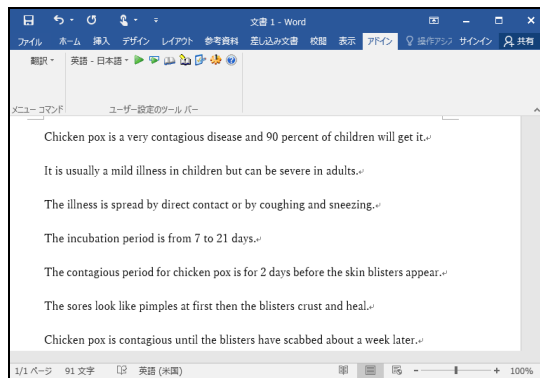 文書 1 - Word
ファイル ホーム 挿入 デザイン レイアウト 参考資料 差し込み文書 校閲 表示 アドイン 操作アシス サインイン 共有
翻訳 英語 - 日本語
メニュー コマンド ユーザー設定のツール バー
Chicken pox is a very contagious disease and 90 percent of children will get it.
It is usually a mild illness in children but can be severe in adults.
The illness is spread by direct contact or by coughing and sneezing.
The incubation period is from 7 to 21 days.
The contagious period for chicken pox is for 2 days before the skin blisters appear.
The sores look like pimples at first then the blisters crust and heal.
Chicken pox is contagious until the blisters have scabbed about a week later.
1/1 ページ 91 文字 英語 (米国) 100%